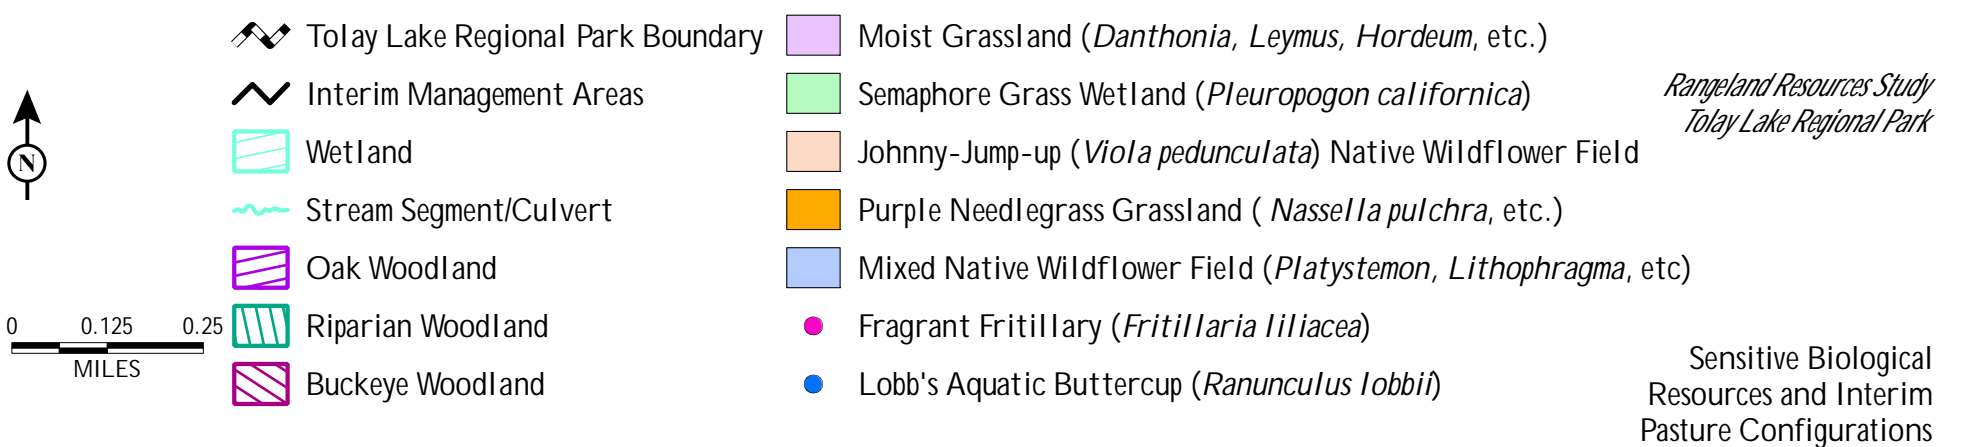 N
0 0.125 0.25
MILES
Tolay Lake Regional Park Boundary
Interim Management Areas
Wetland
Stream Segment/Culvert
Oak Woodland
Riparian Woodland
Buckeye Woodland
Moist Grassland (Danthonia, Leymus, Hordeum, etc.)
Semaphore Grass Wetland (Pleuropogon californica)
Johnny-Jump-up (Viola pedunculata) Native Wildflower Field
Purple Needlegrass Grassland ( Nassella pulchra, etc.)
Mixed Native Wildflower Field (Platystemon, Lithophragma, etc)
Fragrant Fritillary (Fritillaria liliacea)
Lobb's Aquatic Buttercup (Ranunculus lobbii)
Rangeland Resources Study
Tolay Lake Regional Park
Sensitive Biological
Resources and Interim
Pasture Configurations